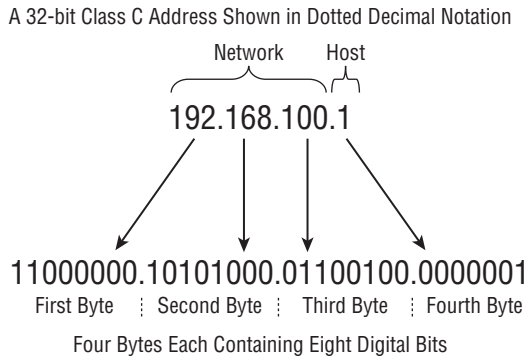 A 32-bit Class C Address Shown in Dotted Decimal Notation
Network Host
192.168.100.1
11000000.10101000.01100100.0000001
First Byte Second Byte Third Byte Fourth Byte
Four Bytes Each Containing Eight Digital Bits